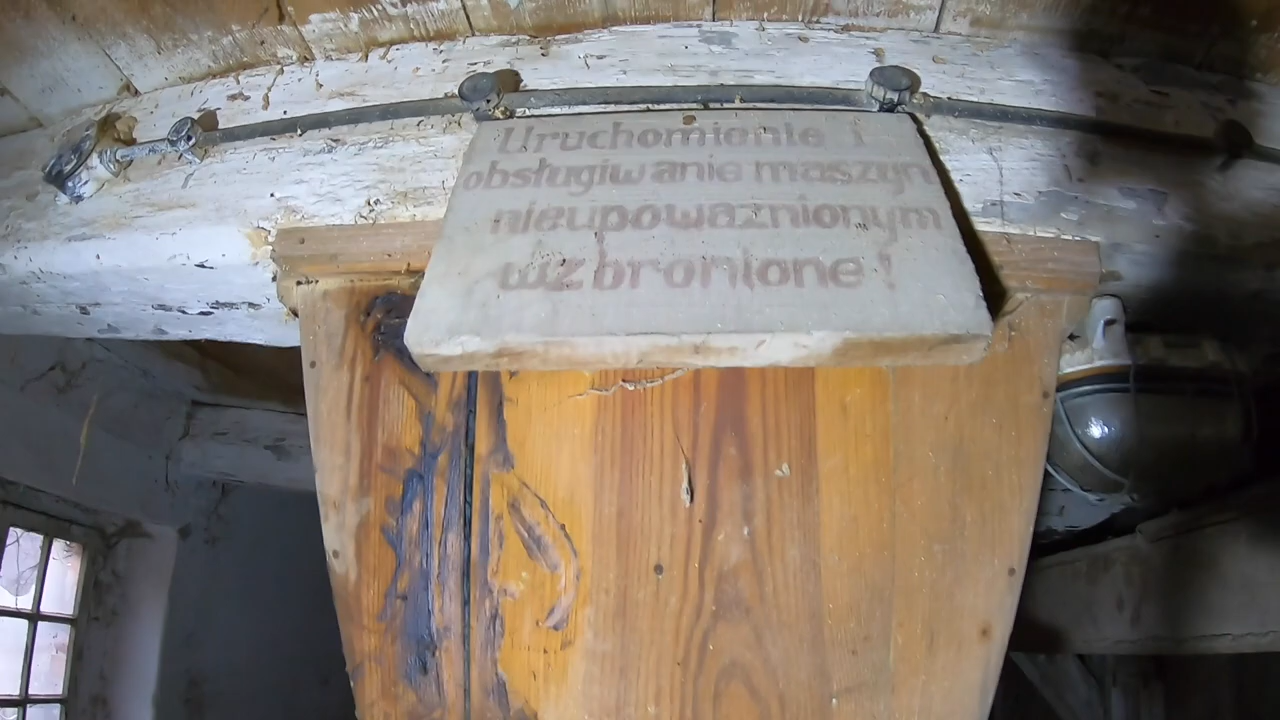 Uruchomienie i
obsługiwanie maszyn
nieupoważnionym
wzbronione!